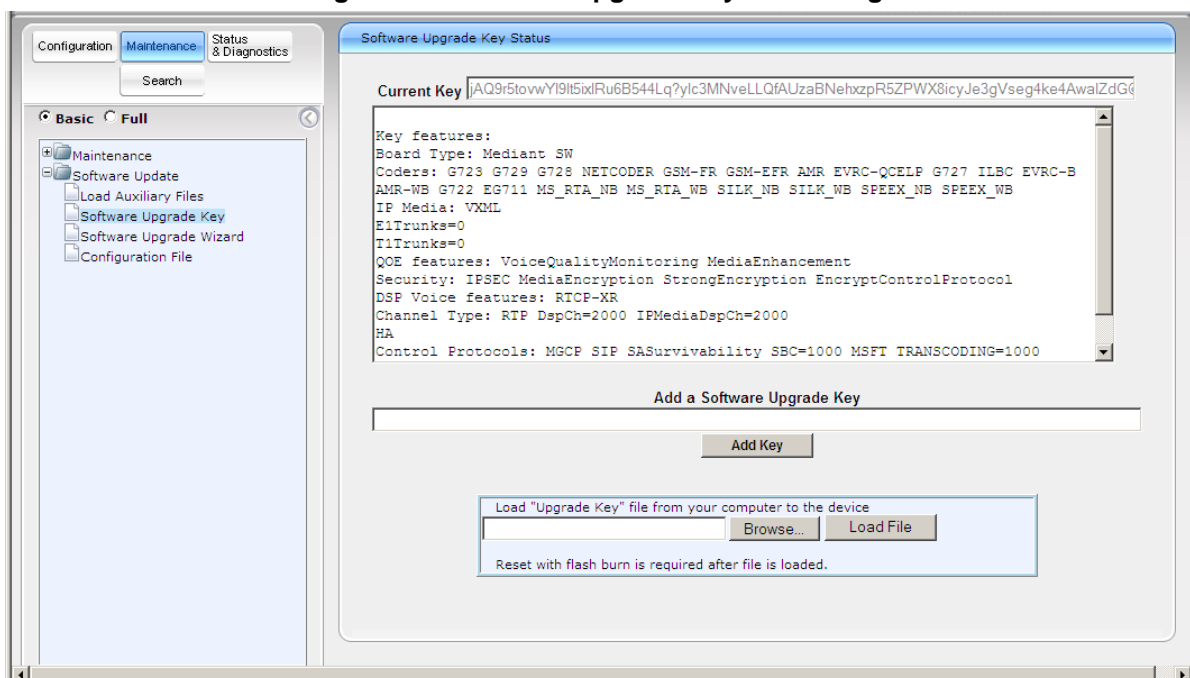 Configuration
Maintenance
Status
& Diagnostics
Search
Basic Full
Maintenance
Software Update
Load Auxiliary Files
Software Upgrade Key
Software Upgrade Wizard
Configuration File
Software Upgrade Key Status
Current Key
Key features:
Board Type: Mediant SW
Coders: G723 G729 G728 NETCODER GSM-FR GSM-EFR AMR EVRC-QCELP G727 ILBC EVRC-B
AMR-WB G722 EG711 MS_RTA_NB MS_RTA_WB SILK_NB SILK_WB SPEEX_NB SPEEX_WB
IP Media: VXML
E1Trunks=0
T1Trunks=0
QOE features: VoiceQualityMonitoring MediaEnhancement
Security: IPSEC MediaEncryption StrongEncryption EncryptControlProtocol
DSP Voice features: RTCP-XR
Channel Type: RTP DspCh=2000 IPMediaDspCh=2000
HA
Control Protocols: MGCP SIP SASurvivability SBC=1000 MSFT TRANSCODING=1000
Add a Software Upgrade Key
Add Key
Load "Upgrade Key" file from your computer to the device
Browse... Load File
Reset with flash burn is required after file is loaded.